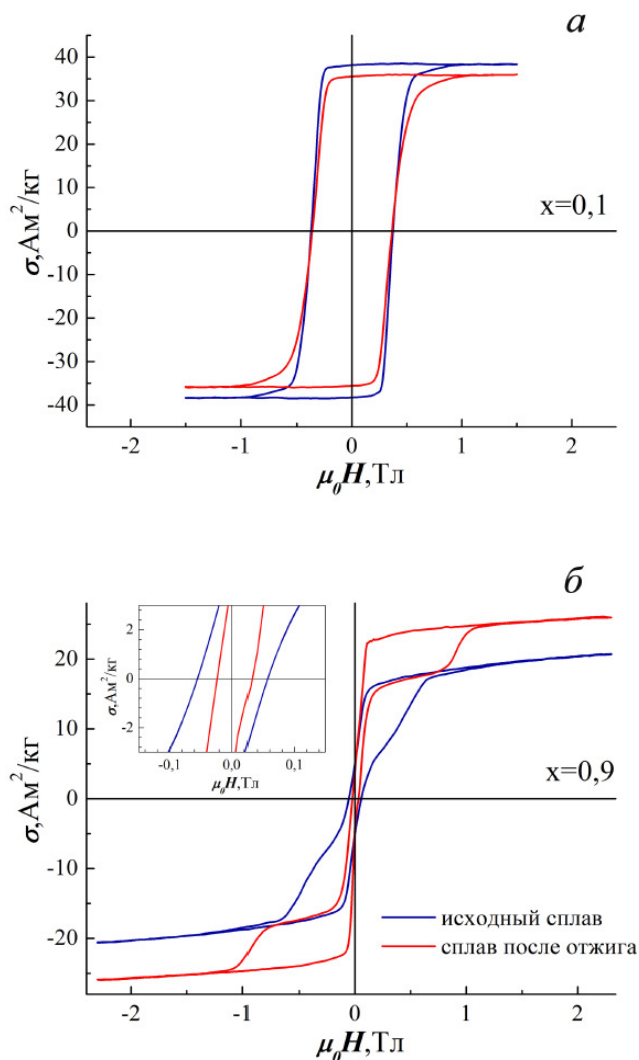 а
40
30
20
10
0
-10
-20
-30
-40
σ,Ам²/кг
x=0,1
-2 -1 0 1 2
μ₀H,Тл
б
2
0
-2
σ,Ам²/кг
-0,1 0,0 0,1
μ₀H,Тл
20
10
0
-10
-20
σ,Ам²/кг
x=0,9
исходный сплав
сплав после отжига
-2 -1 0 1 2
μ₀H,Тл